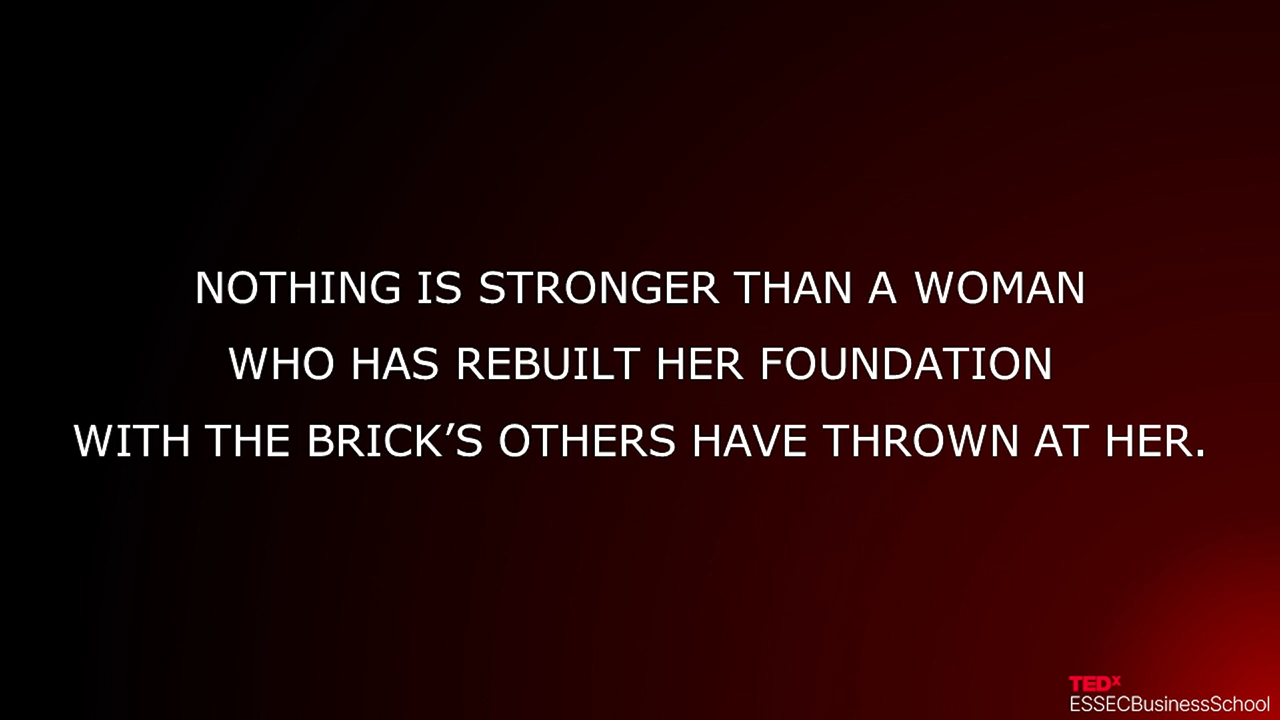 NOTHING IS STRONGER THAN A WOMAN
WHO HAS REBUILT HER FOUNDATION
WITH THE BRICK’S OTHERS HAVE THROWN AT HER.
TEDx
ESSECBusinessSchool